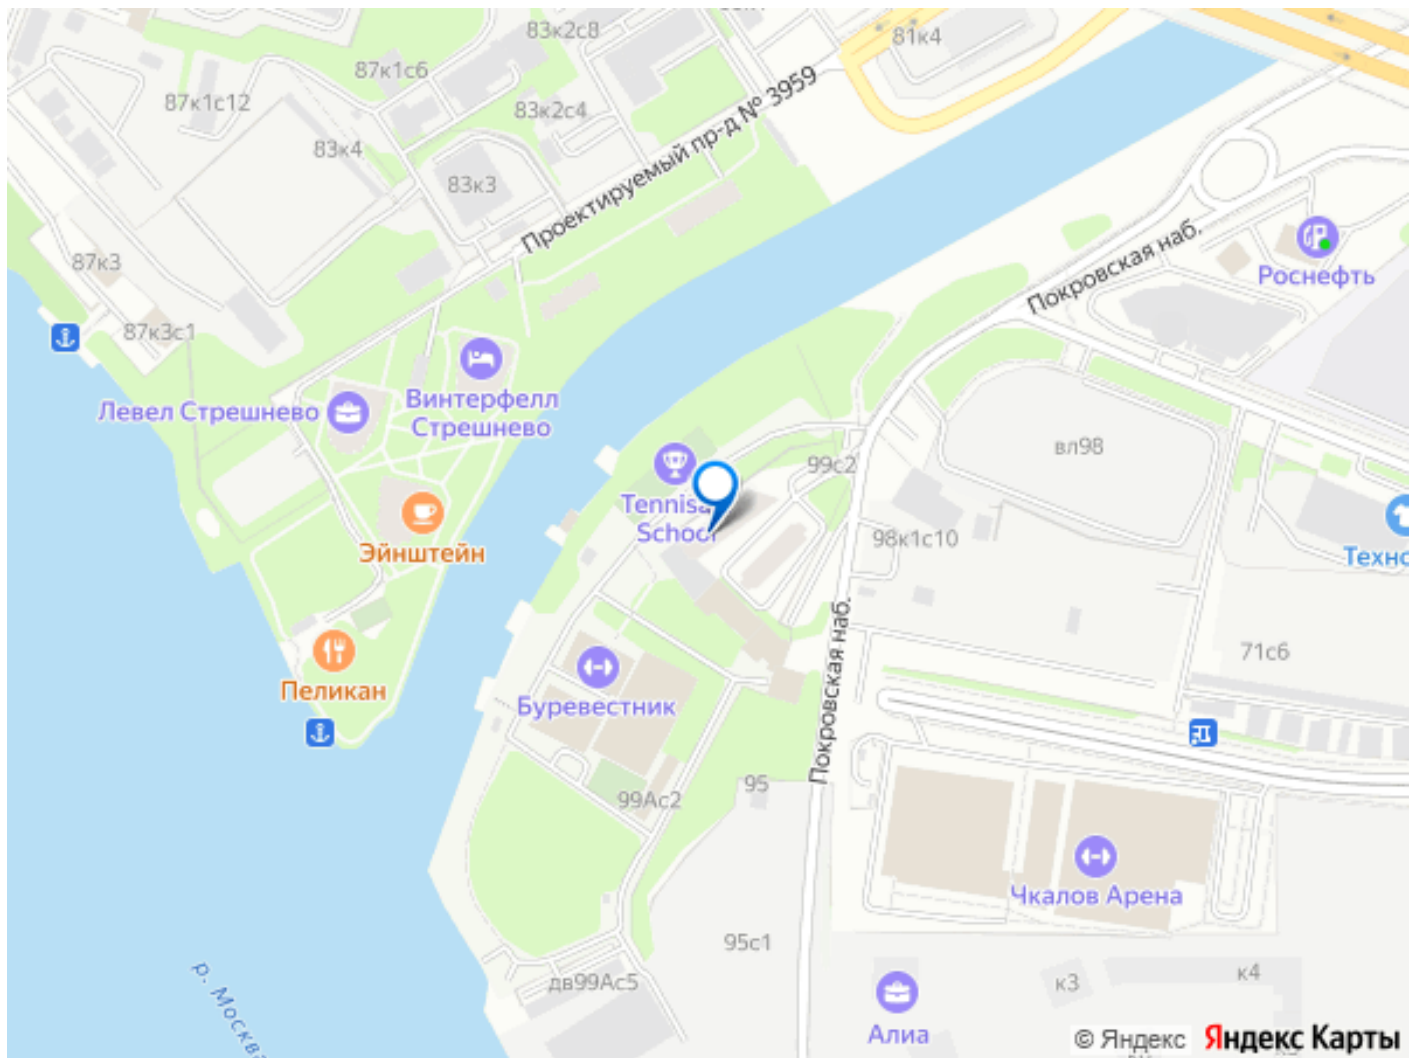 83к2с8
81к4
87к1с6
87к1с12
83к2с4
Проектируемый пр-д № 3959
83к4
83к3
87к3
Покровская наб.
Роснефть
87к3с1
Левел Стрешнево
Винтерфелл
Стрешнево
99с2
вл98
Tennisa
School
98к1с10
Эйнштейн
Техно
71с6
Пеликан
Буревестник
Покровская наб.
95
99Ас2
Чкалов Арена
95с1
р. Москва
дв99Ас5
к3
к4
Алиа
© Яндекс Яндекс Карты